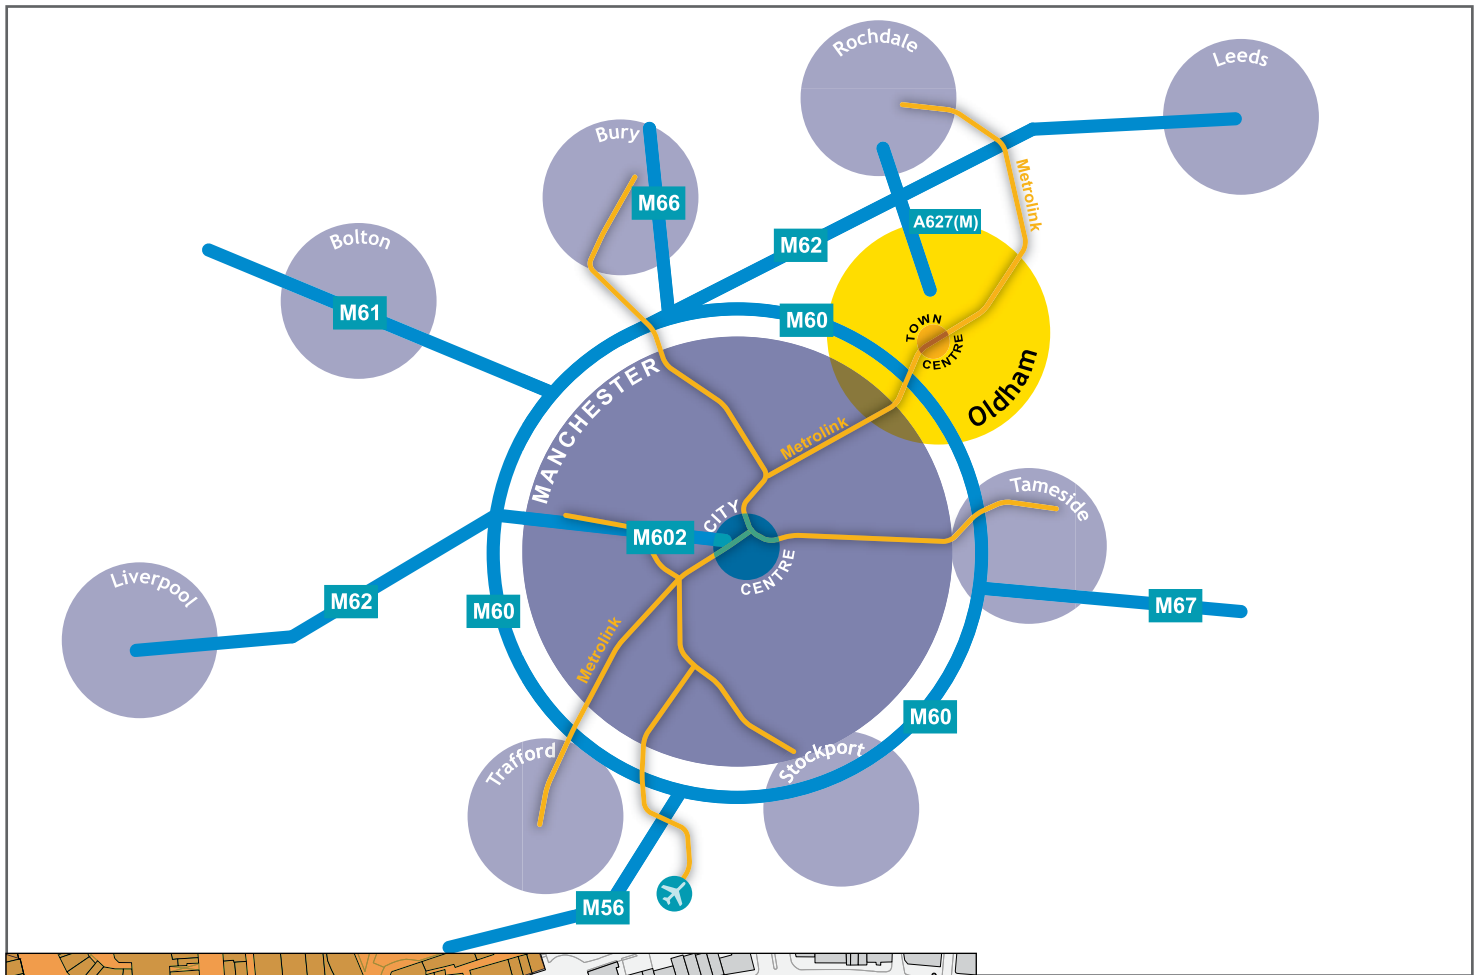 Rochdale
Leeds
Bury
Metrolink
M66
A627(M)
Bolton
M62
M61
M60
TOWN
CENTRE
Oldham
MANCHESTER
Metrolink
Tameside
CITY
M602
CENTRE
Liverpool
M62
M60
M67
Metrolink
M60
Trafford
Stockport
M56